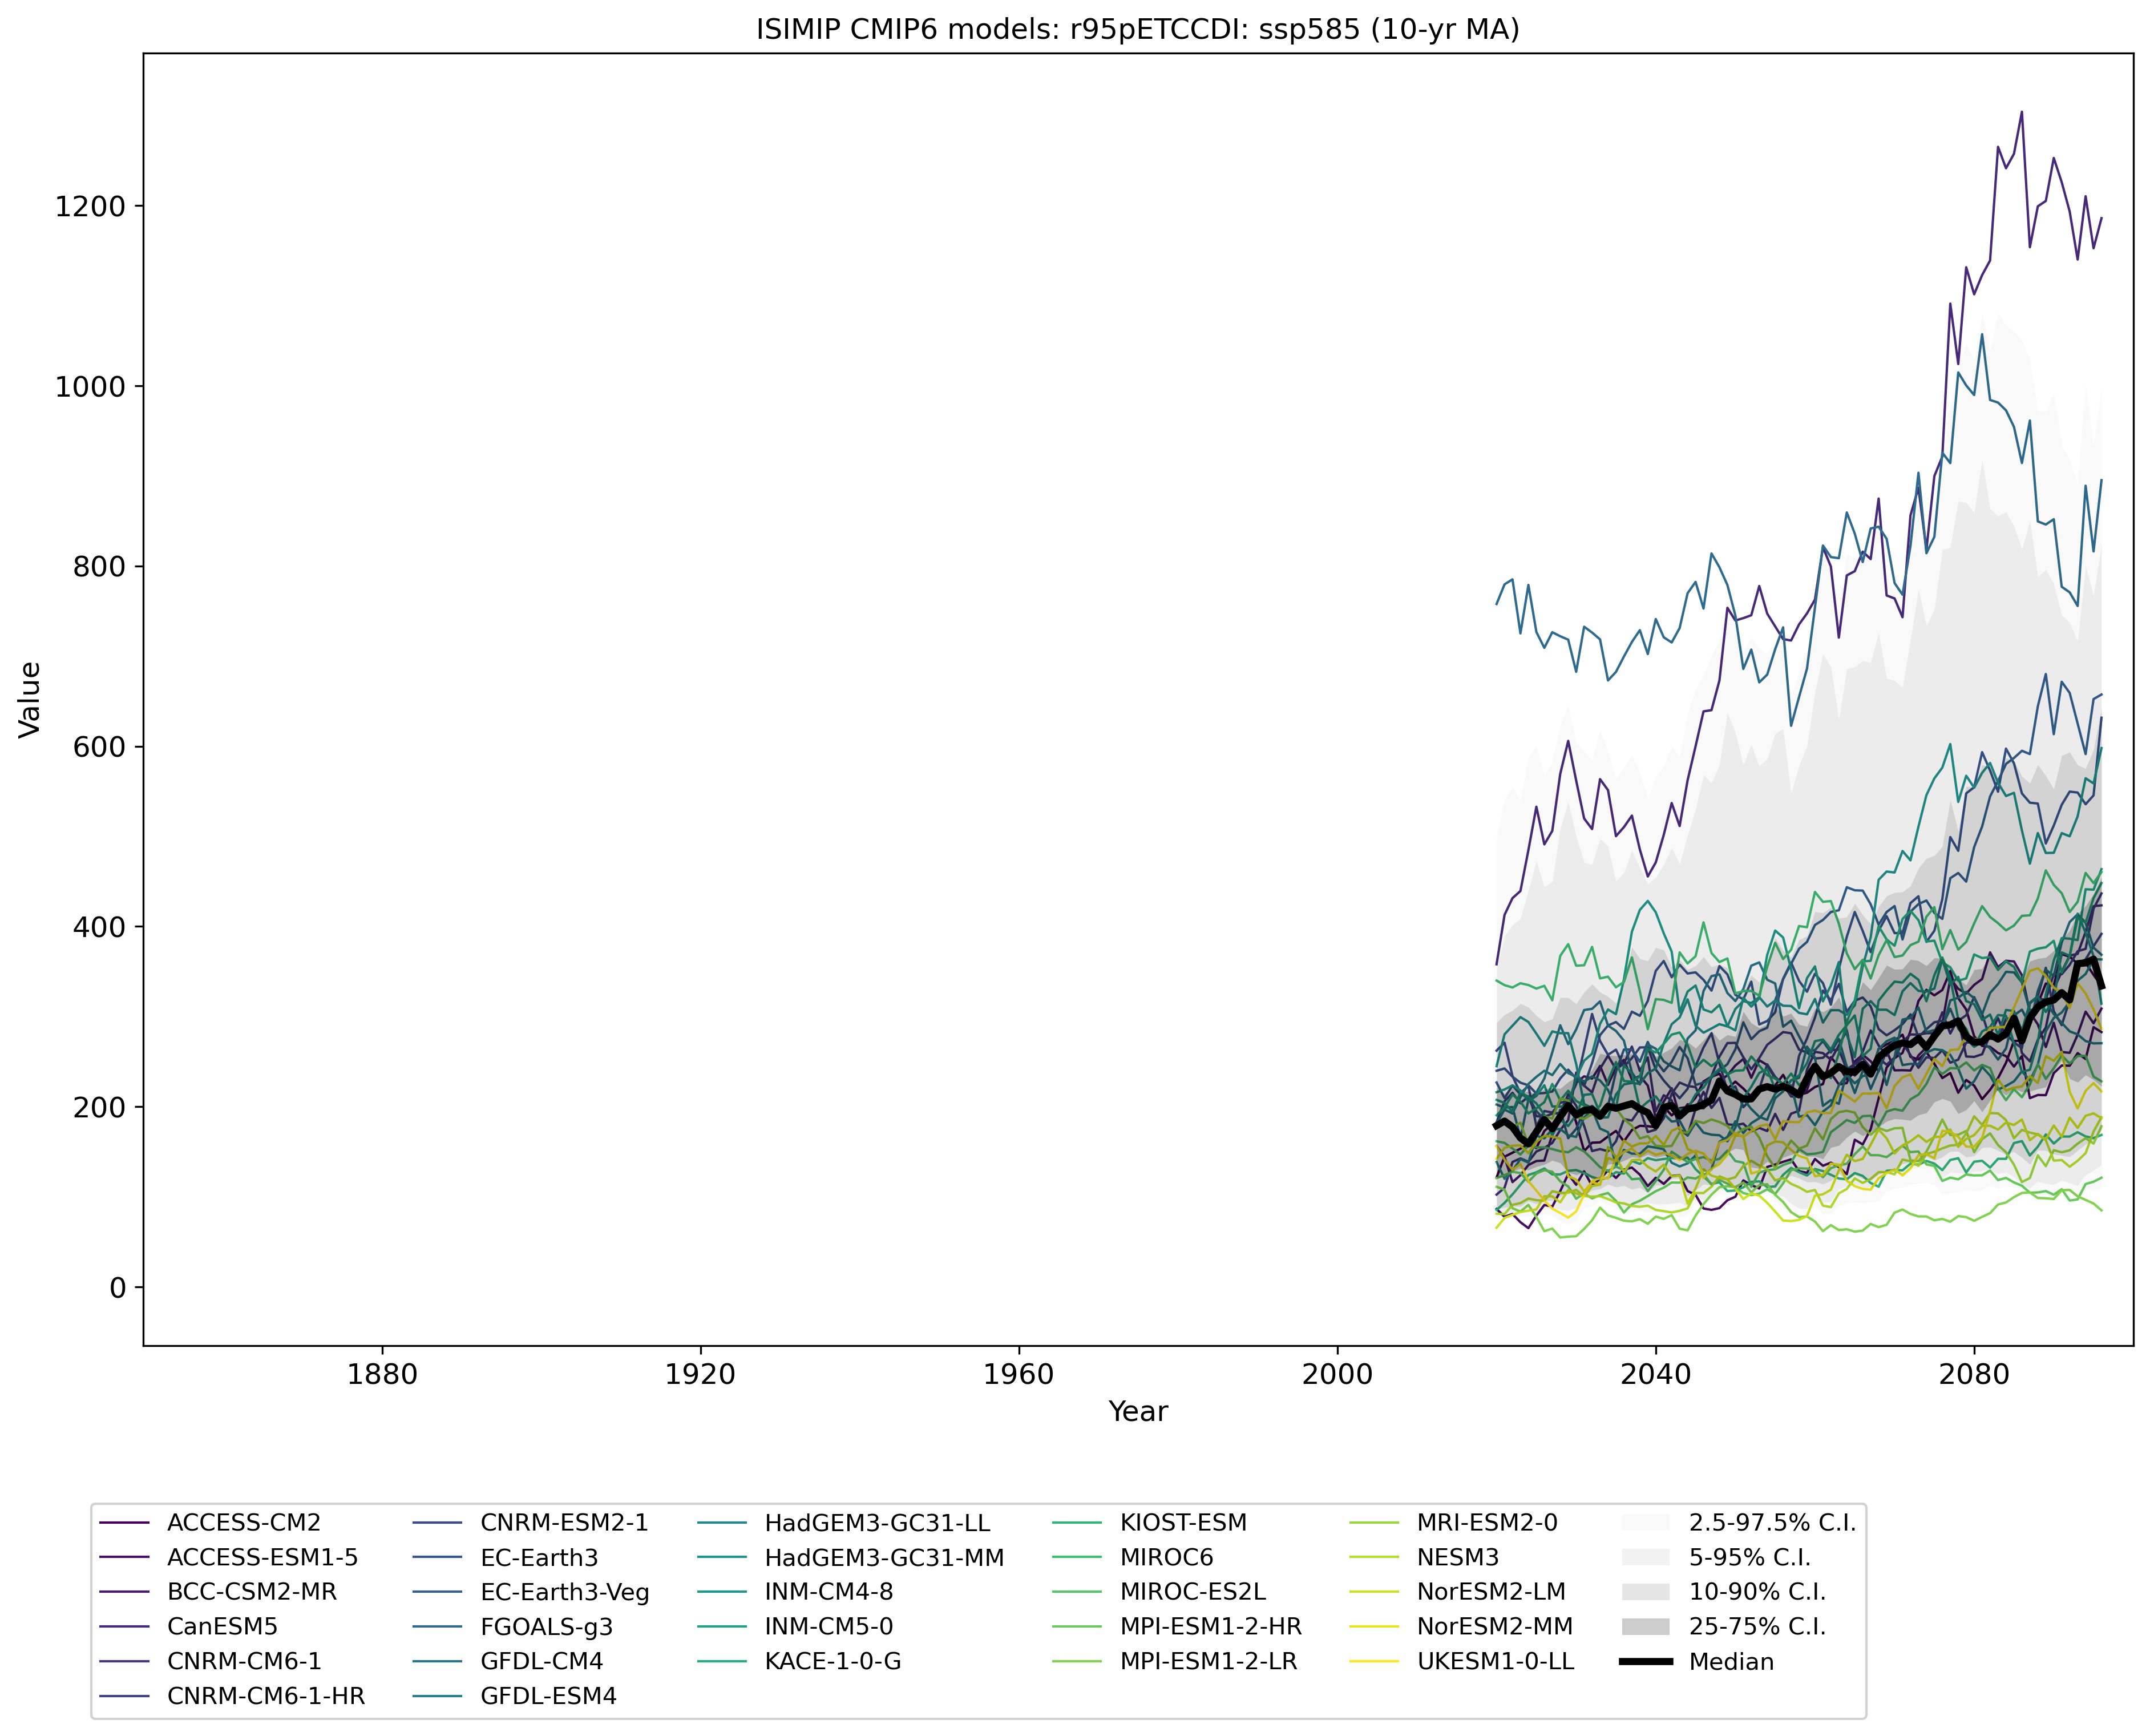 ISIMIP CMIP6 models: r95pETCCDI: ssp585 (10-yr MA)
1200
1000
800
600
400
200
0
Value
1880 1920 1960 2000 2040 2080
Year
ACCESS-CM2 CNRM-ESM2-1 HadGEM3-GC31-LL KIOST-ESM MRI-ESM2-0 2.5-97.5% C.I.
ACCESS-ESM1-5 EC-Earth3 HadGEM3-GC31-MM MIROC6 NESM3 5-95% C.I.
BCC-CSM2-MR EC-Earth3-Veg INM-CM4-8 MIROC-ES2L NorESM2-LM 10-90% C.I.
CanESM5 FGOALS-g3 INM-CM5-0 MPI-ESM1-2-HR NorESM2-MM 25-75% C.I.
CNRM-CM6-1 GFDL-CM4 KACE-1-0-G MPI-ESM1-2-LR UKESM1-0-LL Median
CNRM-CM6-1-HR GFDL-ESM4